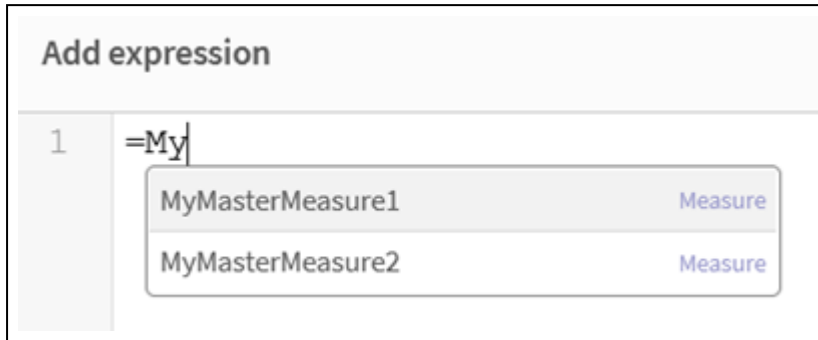 Add expression
1 =My
MyMasterMeasure1 Measure
MyMasterMeasure2 Measure